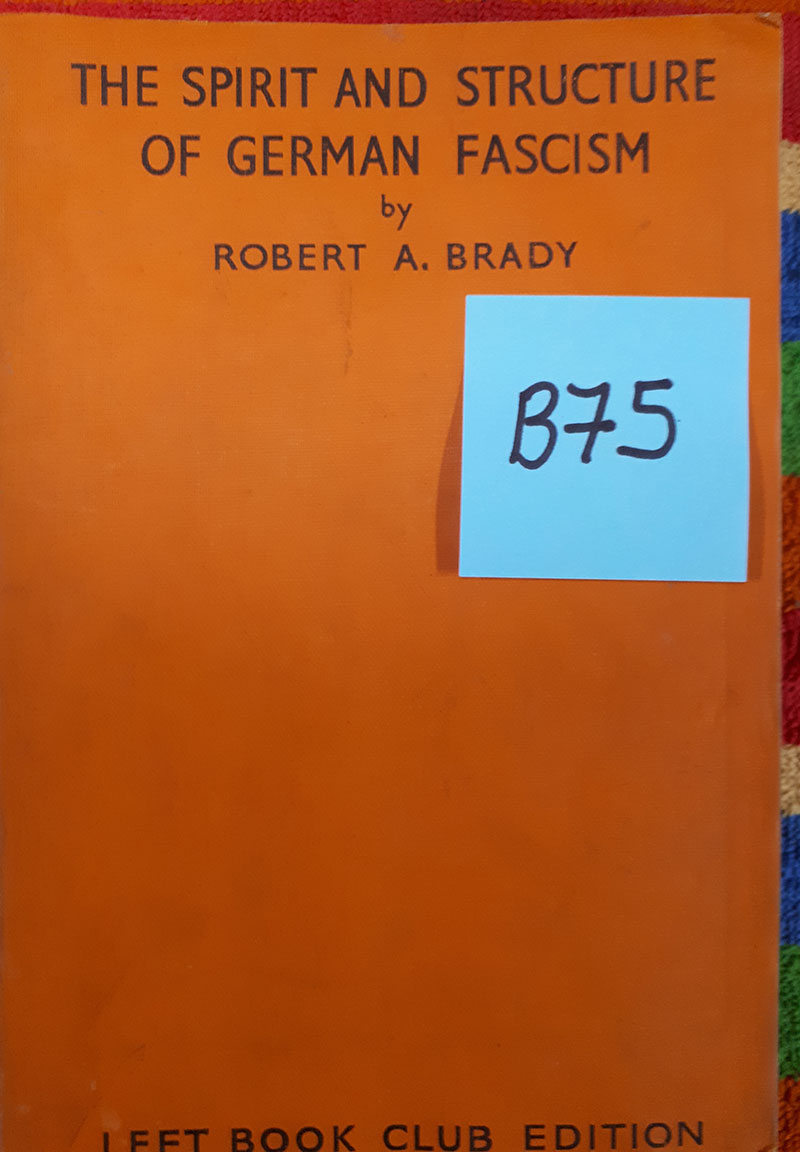 THE SPIRIT AND STRUCTURE
OF GERMAN FASCISM
by
ROBERT A. BRADY
B75
LEFT BOOK CLUB EDITION